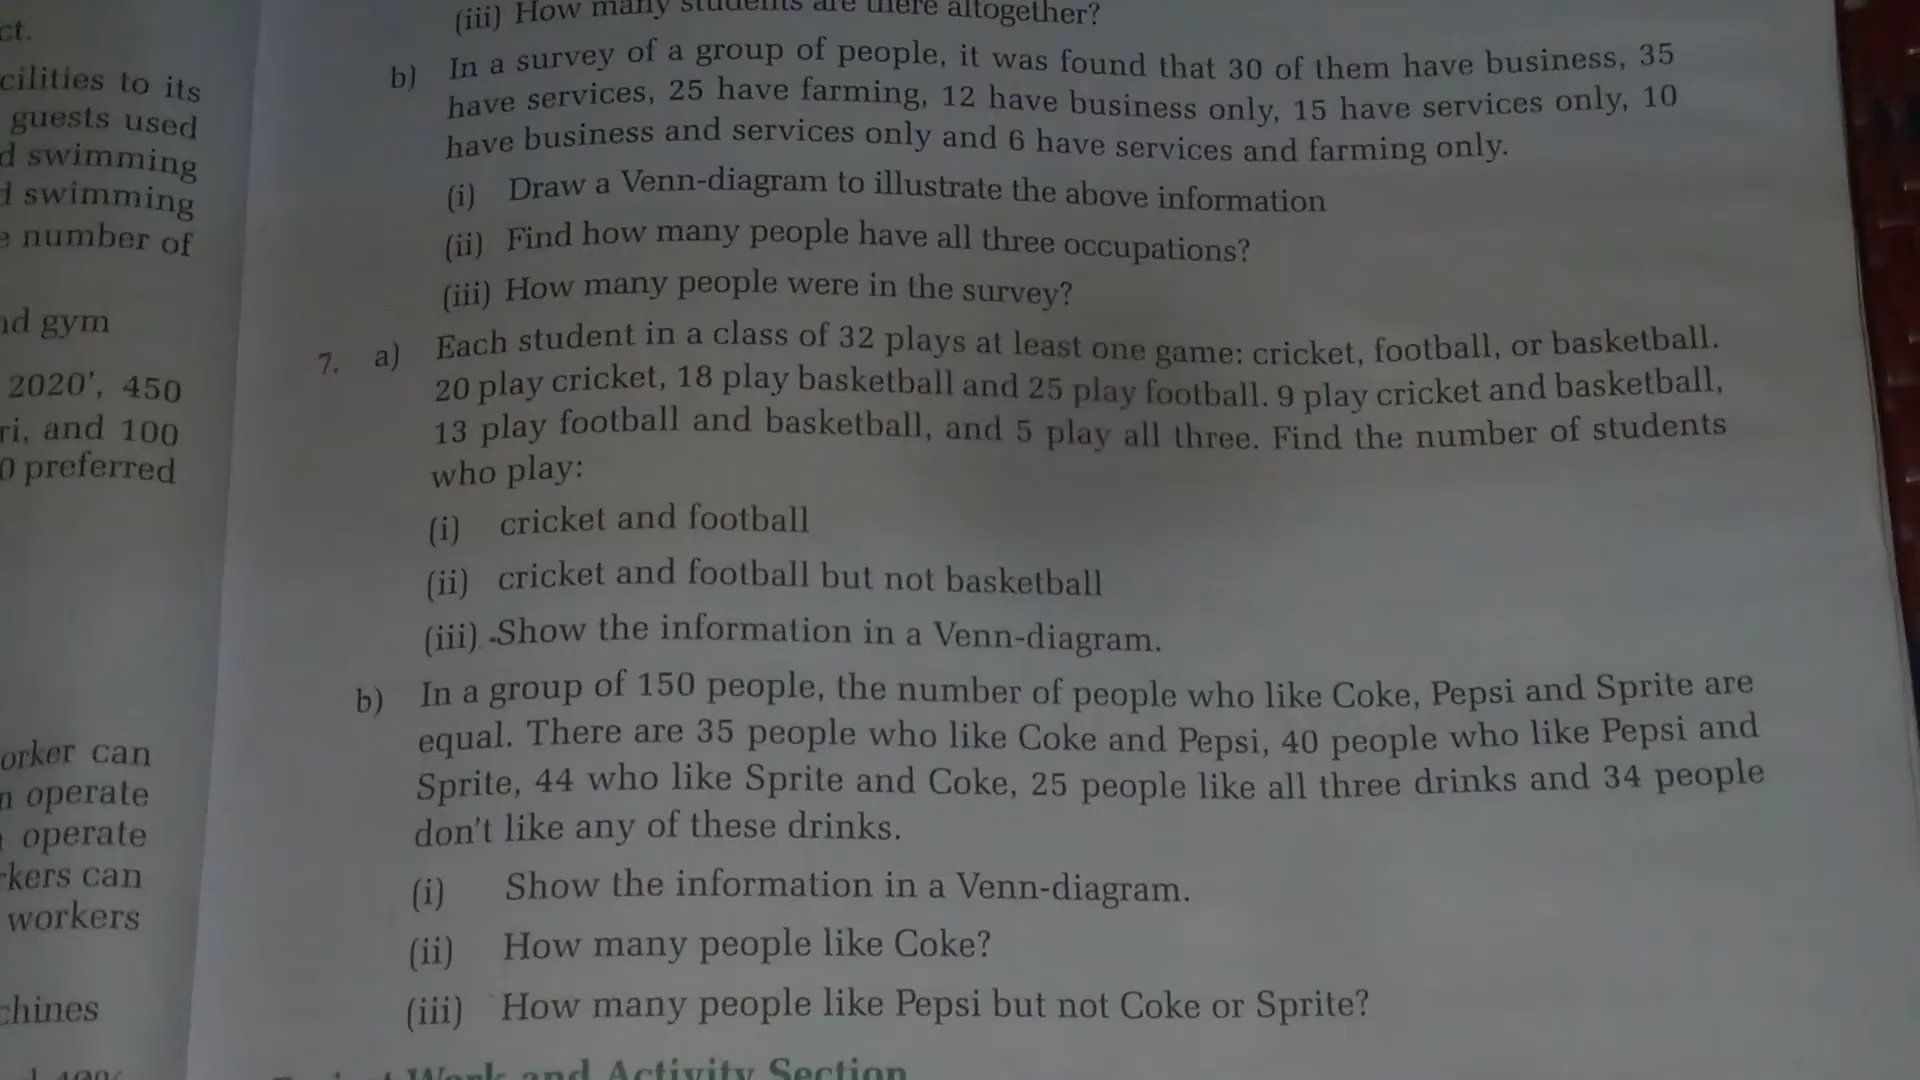 ct.
cilities to its
guests used
d swimming
d swimming
e number of
nd gym
2020', 450
ri, and 100
0 preferred
orker can
n operate
operate
rkers can
workers
chines
(iii) How many students are there altogether?
b) In a survey of a group of people, it was found that 30 of them have business, 35
have services, 25 have farming, 12 have business only, 15 have services only, 10
have business and services only and 6 have services and farming only.
(i) Draw a Venn-diagram to illustrate the above information
(ii) Find how many people have all three occupations?
(iii) How many people were in the survey?
7. a) Each student in a class of 32 plays at least one game: cricket, football, or basketball.
20 play cricket, 18 play basketball and 25 play football. 9 play cricket and basketball,
13 play football and basketball, and 5 play all three. Find the number of students
who play:
(i) cricket and football
(ii) cricket and football but not basketball
(iii) Show the information in a Venn-diagram.
b) In a group of 150 people, the number of people who like Coke, Pepsi and Sprite are
equal. There are 35 people who like Coke and Pepsi, 40 people who like Pepsi and
Sprite, 44 who like Sprite and Coke, 25 people like all three drinks and 34 people
don't like any of these drinks.
(i) Show the information in a Venn-diagram.
(ii) How many people like Coke?
(iii) How many people like Pepsi but not Coke or Sprite?
Work and Activity Section